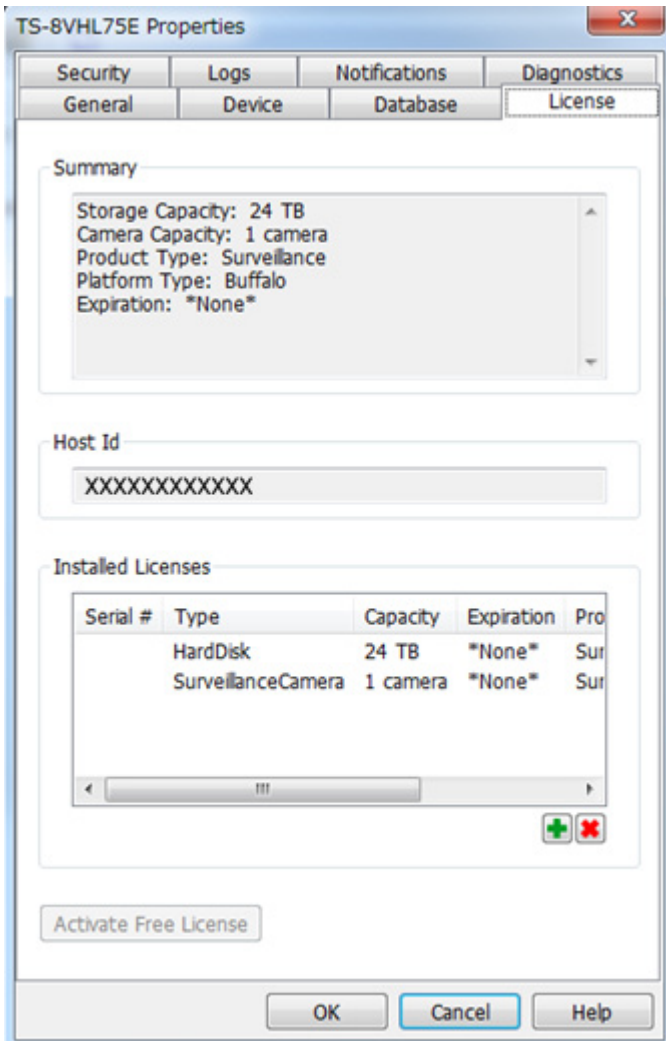 TS-8VHL75E Properties
Security Logs Notifications Diagnostics
General Device Database License
Summary
Storage Capacity: 24 TB
Camera Capacity: 1 camera
Product Type: Surveillance
Platform Type: Buffalo
Expiration: *None*
Host Id
XXXXXXXXXXXX
Installed Licenses
Serial # Type Capacity Expiration Pro
HardDisk 24 TB *None* Sur
SurveillanceCamera 1 camera *None* Sur
Activate Free License
OK Cancel Help